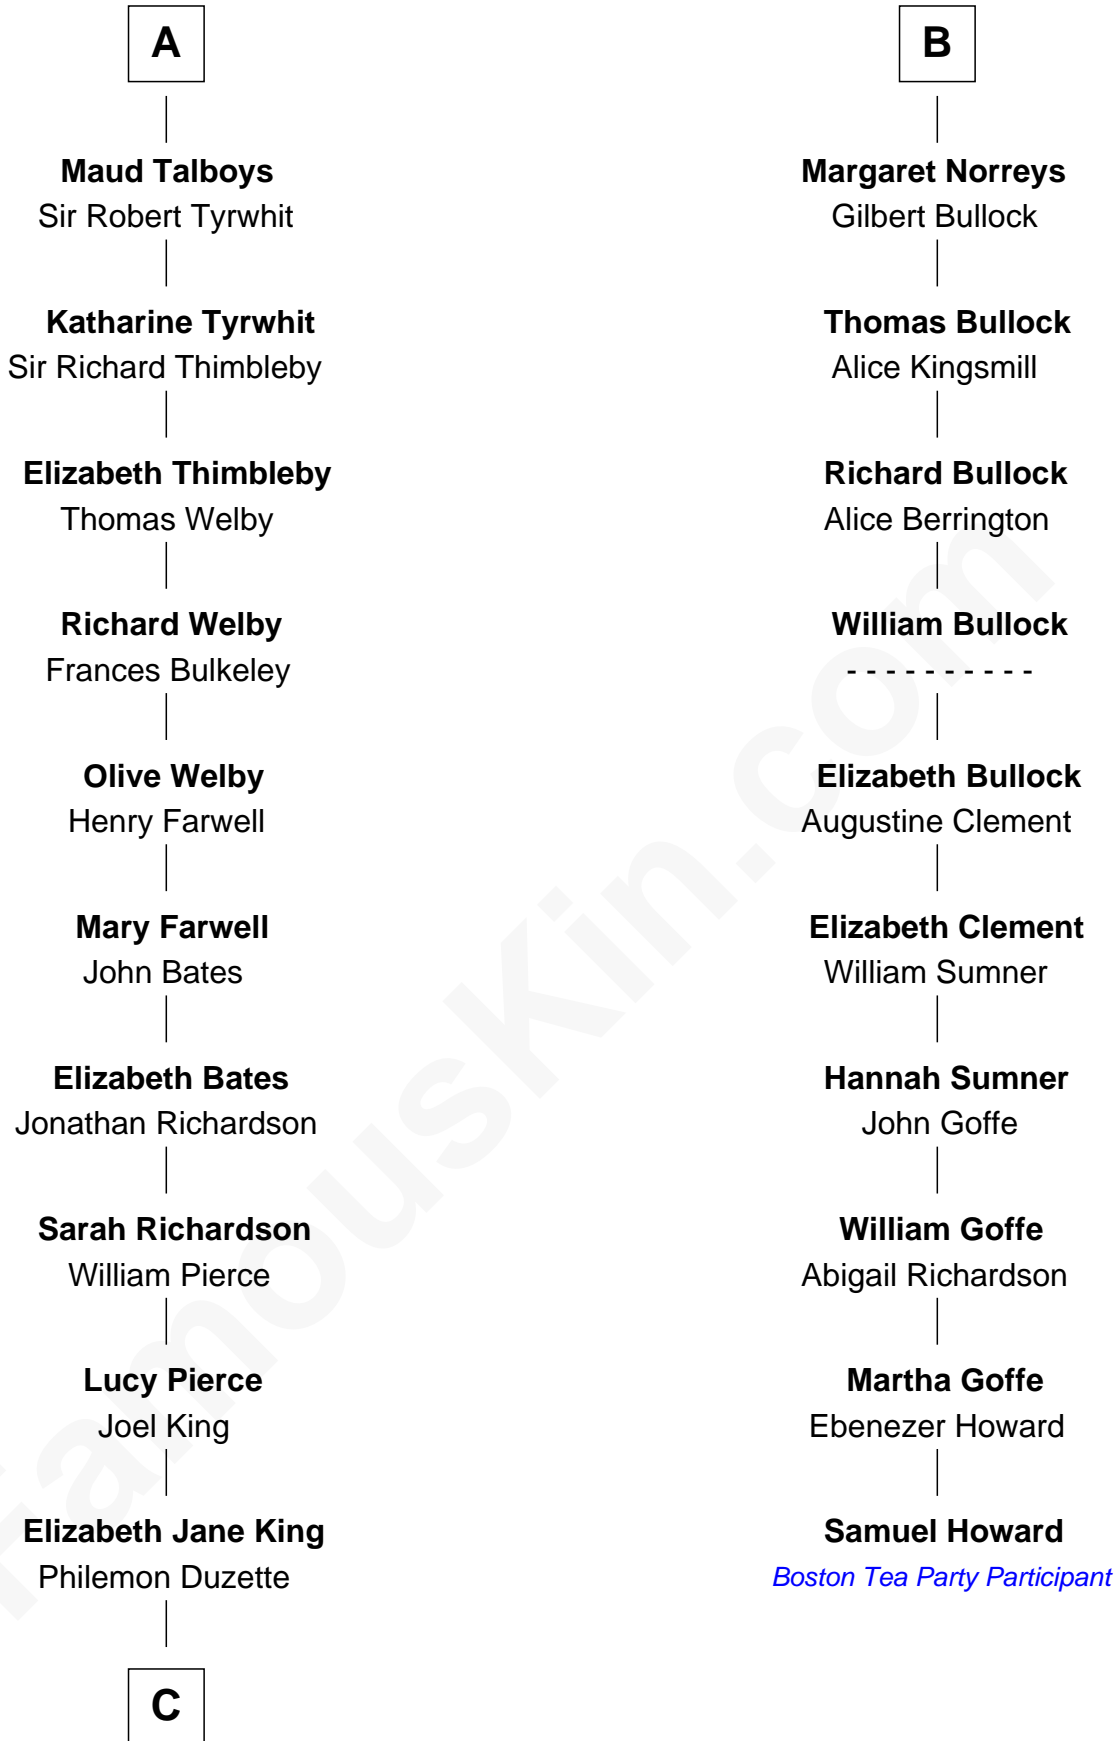 A
Maud Talboys
Sir Robert Tyrwhit
Katharine Tyrwhit
Sir Richard Thimbleby
Elizabeth Thimbleby
Thomas Welby
Richard Welby
Frances Bulkeley
Olive Welby
Henry Farwell
Mary Farwell
John Bates
Elizabeth Bates
Jonathan Richardson
Sarah Richardson
William Pierce
Lucy Pierce
Joel King
Elizabeth Jane King
Philemon Duzette
C
B
Margaret Norreys
Gilbert Bullock
Thomas Bullock
Alice Kingsmill
Richard Bullock
Alice Berrington
William Bullock
- - - - - - - - - -
Elizabeth Bullock
Augustine Clement
Elizabeth Clement
William Sumner
Hannah Sumner
John Goffe
William Goffe
Abigail Richardson
Martha Goffe
Ebenezer Howard
Samuel Howard
Boston Tea Party Participant
FamousKin.com